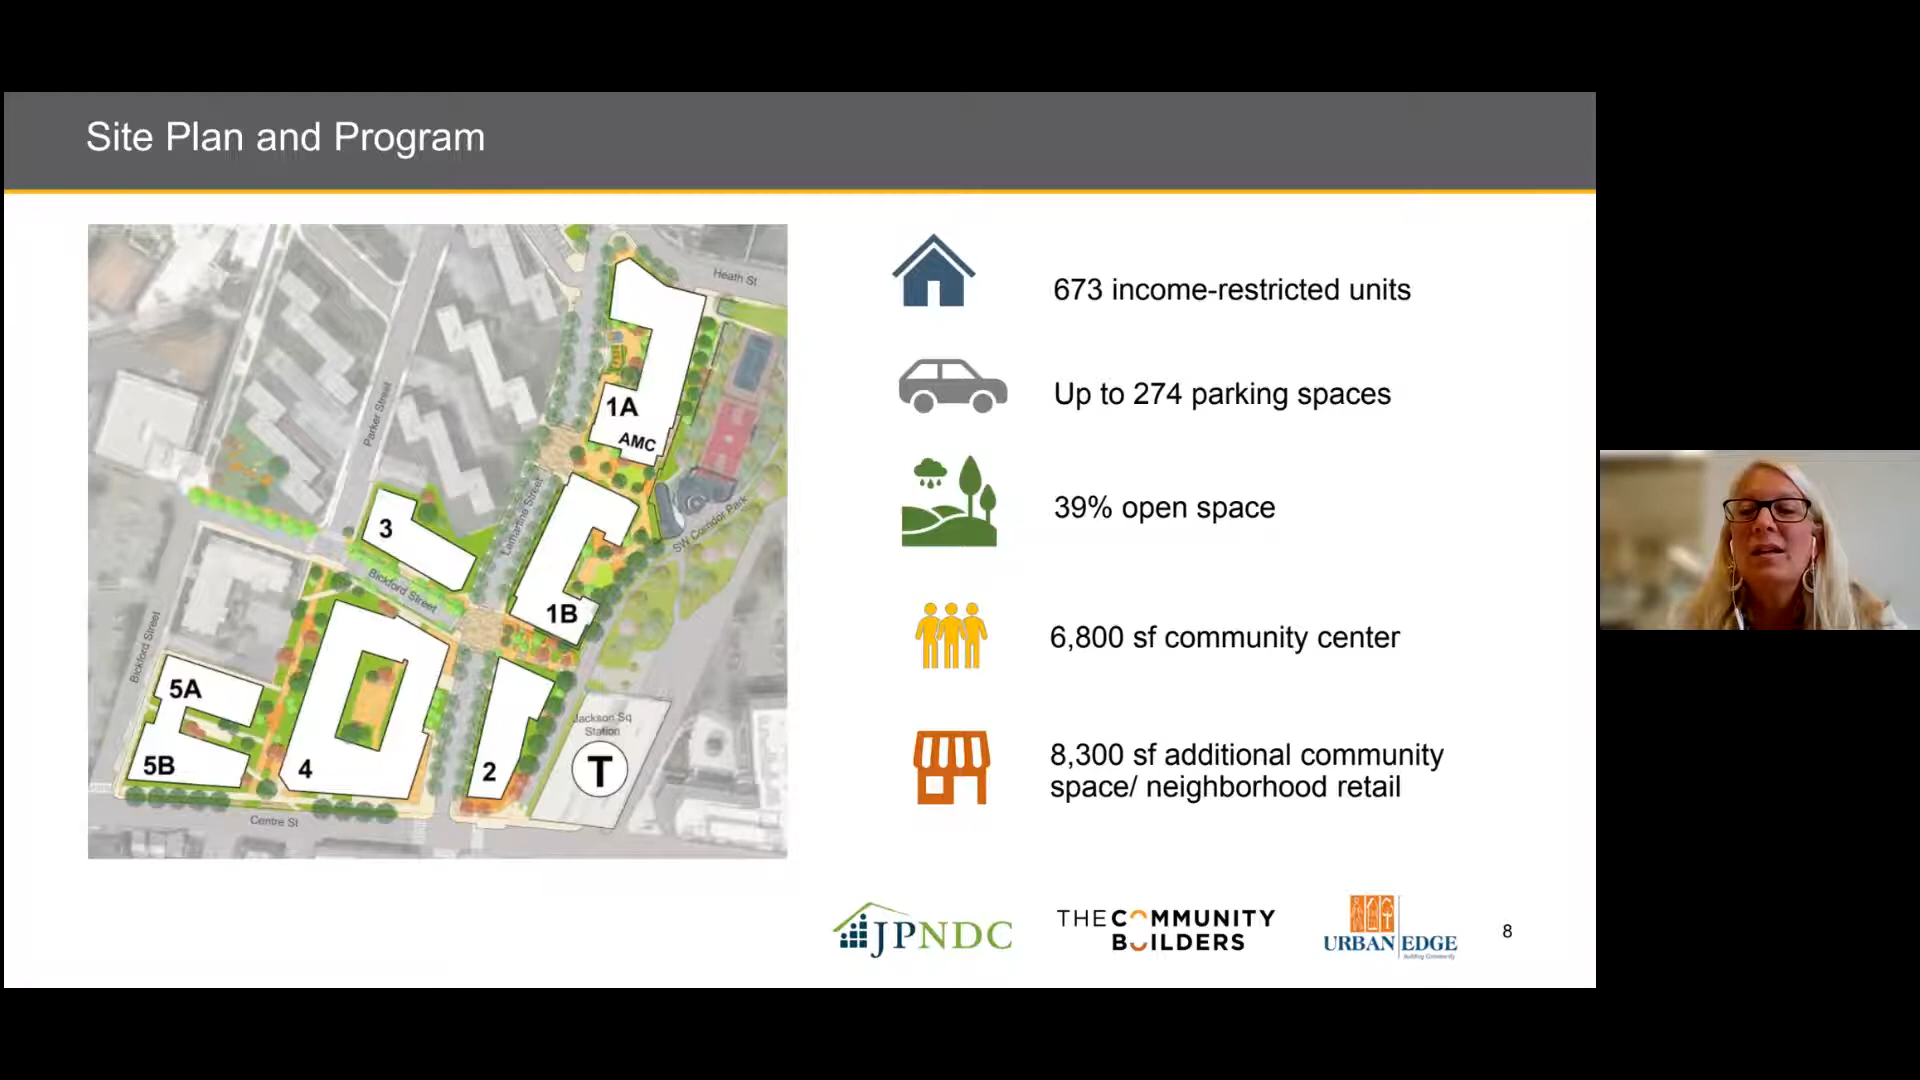 Site Plan and Program
Heath St
Parker Street
1A
AMC
Lamartine Street
SW Corridor Park
3
Bickford Street
1B
Bickford Street
5A
5B
4
2
Jackson Sq
Station
T
Centre St
673 income-restricted units
Up to 274 parking spaces
39% open space
6,800 sf community center
8,300 sf additional community
space/ neighborhood retail
JPNDC
THE COMMUNITY
BUILDERS
URBAN EDGE
Building Community
8